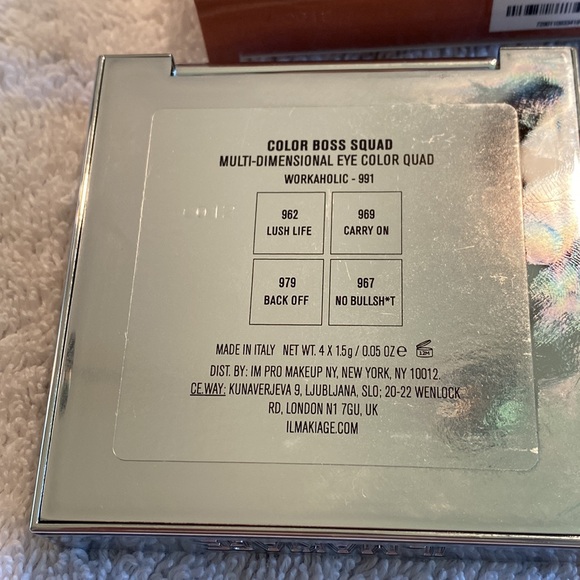 COLOR BOSS SQUAD
MULTI-DIMENSIONAL EYE COLOR QUAD
WORKAHOLIC - 991
962
LUSH LIFE
969
CARRY ON
979
BACK OFF
967
NO BULLSH*T
MADE IN ITALY NET WT. 4 X 1.5g / 0.05 OZ e 12M
DIST. BY: IM PRO MAKEUP NY, NEW YORK, NY 10012.
CE.WAY: KUNAVERJEVA 9, LJUBLJANA, SLO; 20-22 WENLOCK
RD, LONDON N1 7GU, UK
ILMAKIAGE.COM